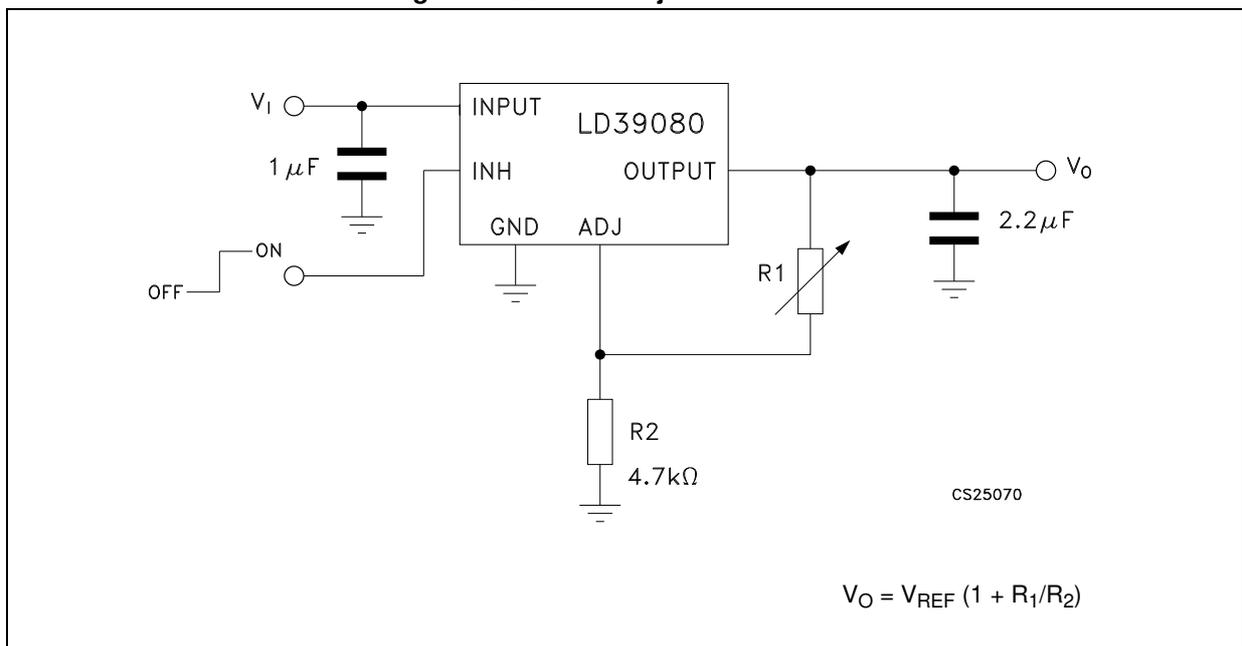 V_I
INPUT
LD39080
1 μF
INH
OUTPUT
V_O
GND
ADJ
2.2μF
ON
OFF
R1
R2
4.7kΩ
CS25070
V_O = V_REF (1 + R_1/R_2)